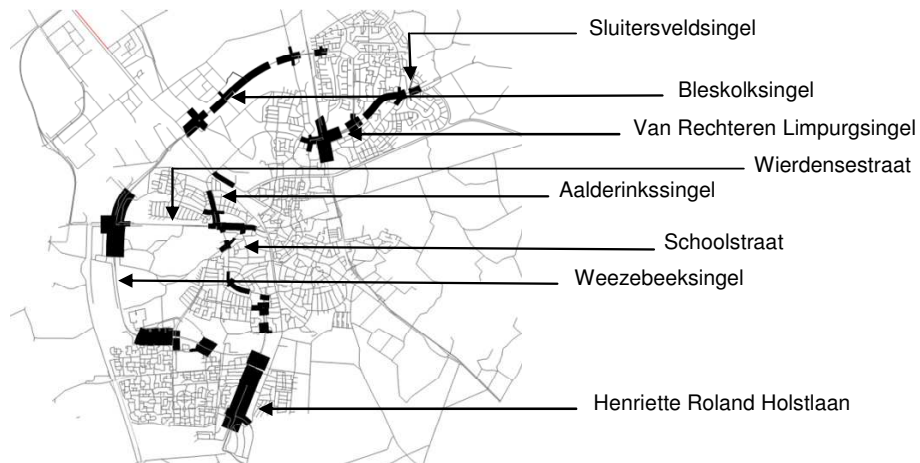 Sluitersveldsingel
Bleskolksingel
Van Rechteren Limpurgsingel
Wierdensestraat
Aalderinkssingel
Schoolstraat
Weezebeeksingel
Henriette Roland Holstlaan